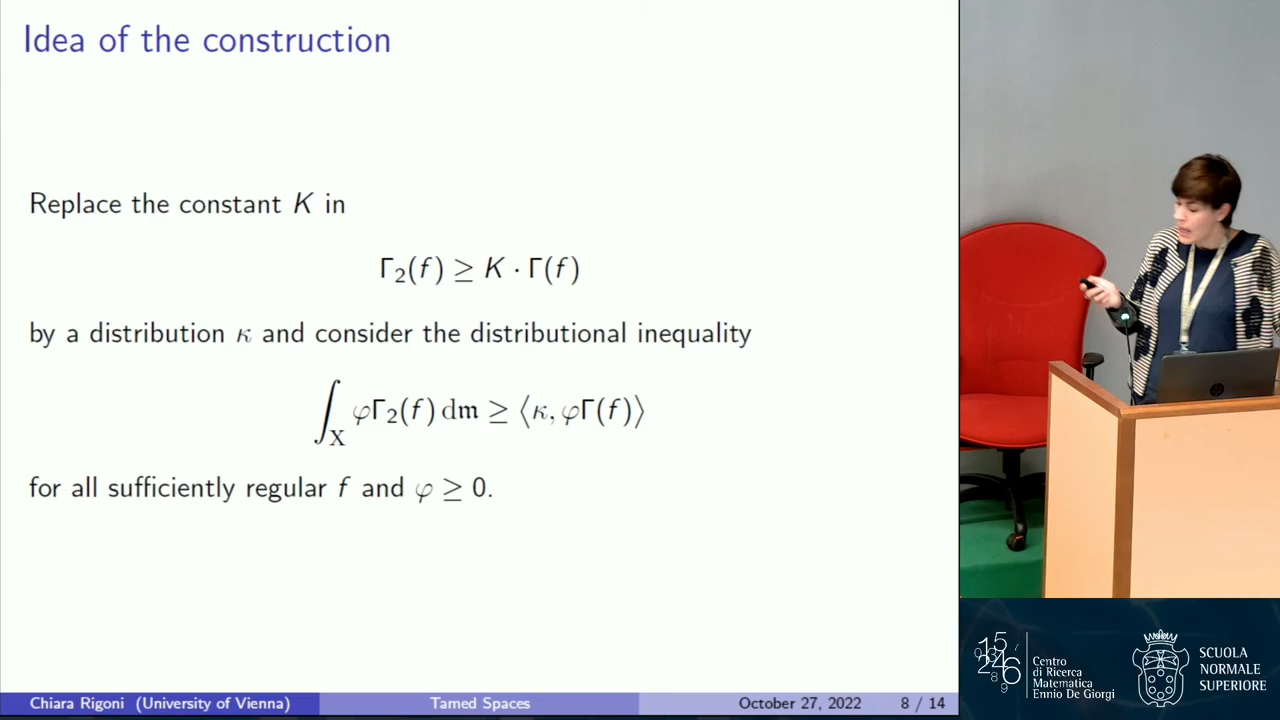 Idea of the construction
Replace the constant K in
Γ₂(f) ≥ K · Γ(f)
by a distribution κ and consider the distributional inequality
∫_X φΓ₂(f) dm ≥ ⟨κ, φΓ(f)⟩
for all sufficiently regular f and φ ≥ 0.
Chiara Rigoni (University of Vienna)
Tamed Spaces
October 27, 2022
8 / 14
Centro
di Ricerca
Matematica
Ennio De Giorgi
SCUOLA
NORMALE
SUPERIORE